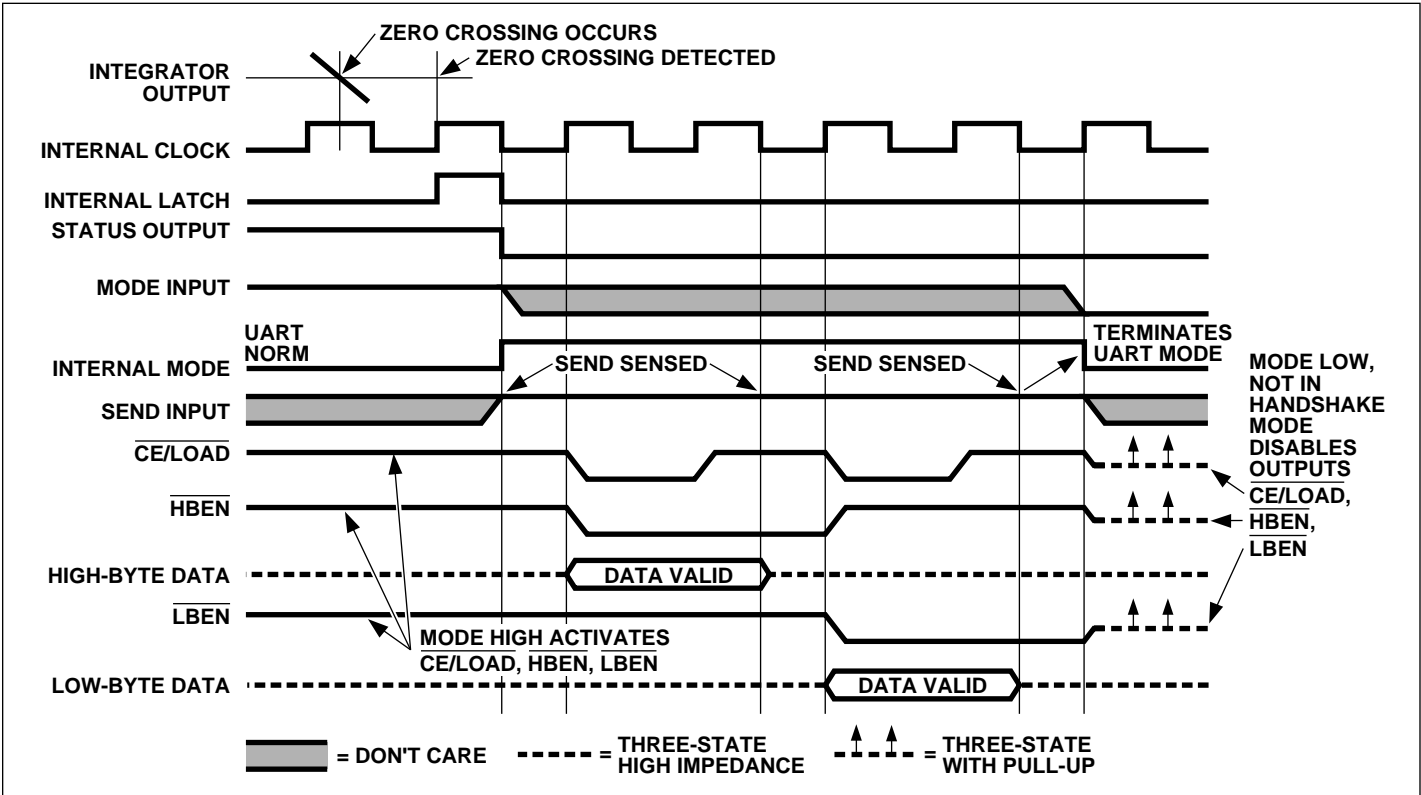 ZERO CROSSING OCCURS
ZERO CROSSING DETECTED
INTEGRATOR
OUTPUT
INTERNAL CLOCK
INTERNAL LATCH
STATUS OUTPUT
MODE INPUT
UART
NORM
TERMINATES
UART MODE
INTERNAL MODE
SEND SENSED
SEND SENSED
MODE LOW,
NOT IN
HANDSHAKE
MODE
DISABLES
OUTPUTS
CE/LOAD,
HBEN,
LBEN
SEND INPUT
CE/LOAD
HBEN
HIGH-BYTE DATA
DATA VALID
LBEN
MODE HIGH ACTIVATES
CE/LOAD, HBEN, LBEN
LOW-BYTE DATA
DATA VALID
= DON'T CARE
= THREE-STATE
HIGH IMPEDANCE
= THREE-STATE
WITH PULL-UP